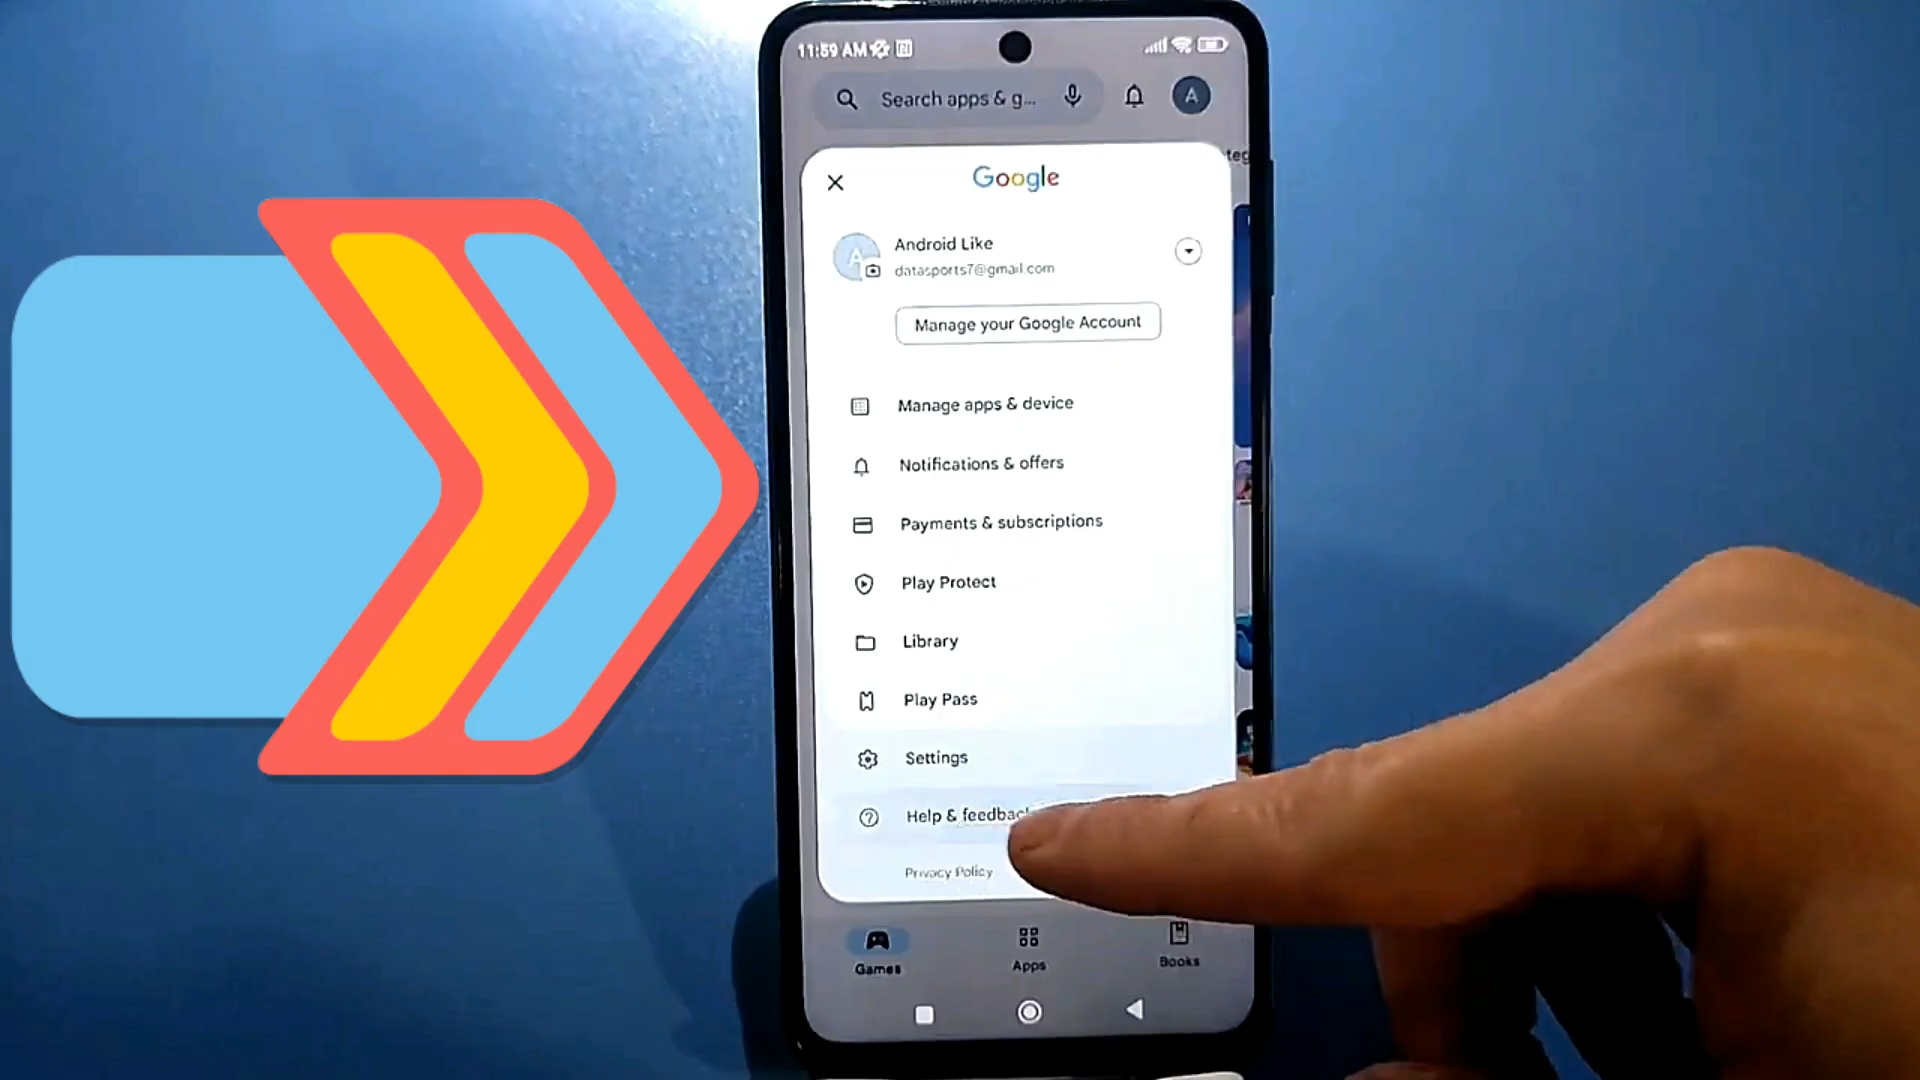 11:59 AM
Search apps & g...
A
Google
A
Android Like
datasports7@gmail.com
Manage your Google Account
Manage apps & device
Notifications & offers
Payments & subscriptions
Play Protect
Library
Play Pass
Settings
Help & feedbac
Privacy Policy
Games
Apps
Books